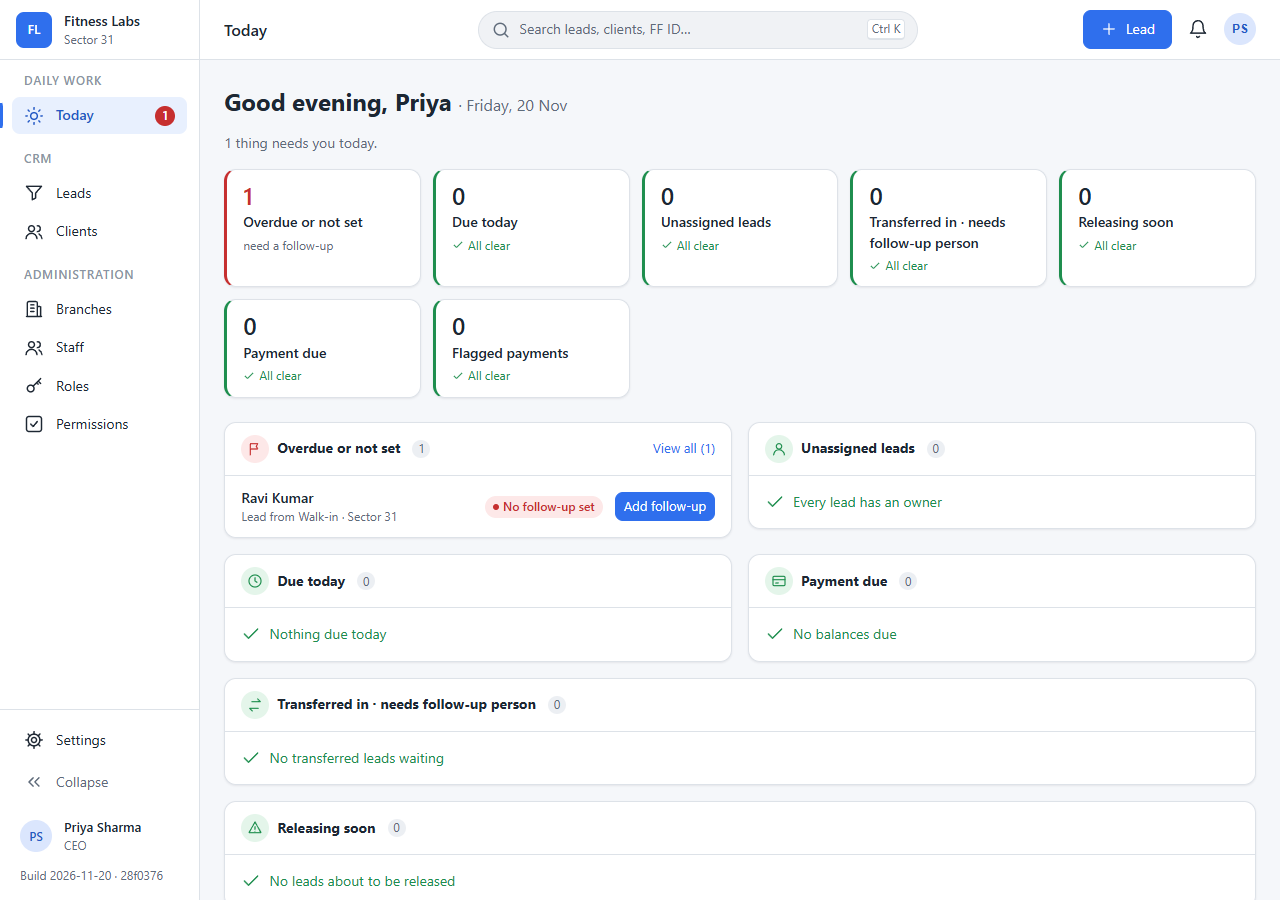 FL
Fitness Labs
Sector 31
DAILY WORK
Today
1
CRM
Leads
Clients
ADMINISTRATION
Branches
Staff
Roles
Permissions
Settings
Collapse
PS
Priya Sharma
CEO
Build 2026-11-20 · 28f0376
Today
Search leads, clients, FF ID...
Ctrl K
Lead
PS
Good evening, Priya · Friday, 20 Nov
1 thing needs you today.
1
Overdue or not set
need a follow-up
0
Due today
All clear
0
Unassigned leads
All clear
0
Transferred in · needs
follow-up person
All clear
0
Releasing soon
All clear
0
Payment due
All clear
0
Flagged payments
All clear
Overdue or not set 1
View all (1)
Ravi Kumar
Lead from Walk-in · Sector 31
No follow-up set
Add follow-up
Unassigned leads 0
Every lead has an owner
Due today 0
Nothing due today
Payment due 0
No balances due
Transferred in · needs follow-up person 0
No transferred leads waiting
Releasing soon 0
No leads about to be released